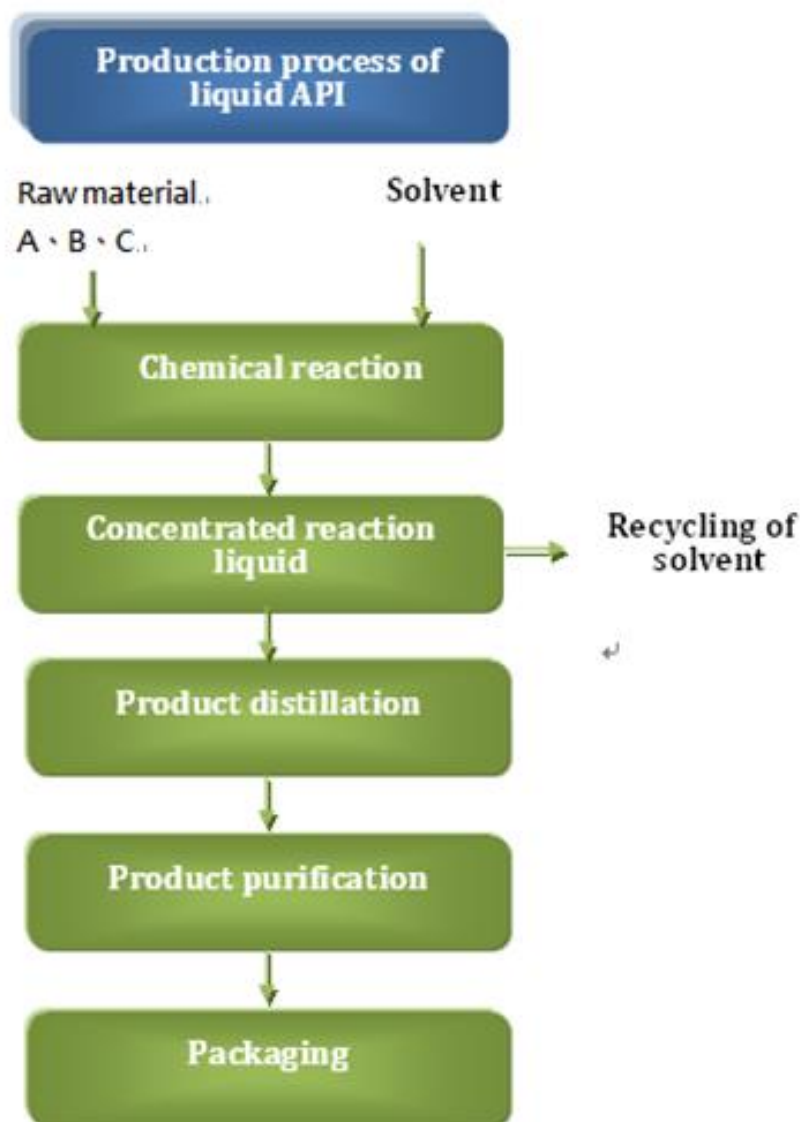 Production process of
liquid API
Raw material
Solvent
A、B、C
Chemical reaction
Concentrated reaction
liquid
Recycling of
solvent
Product distillation
Product purification
Packaging